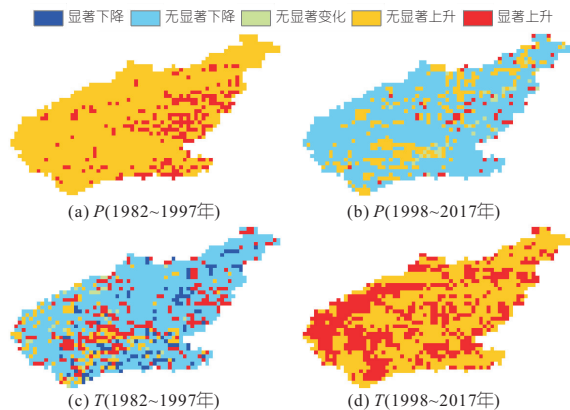 显著下降 无显著下降 无显著变化 无显著上升 显著上升
(a) P(1982~1997年) (b) P(1998~2017年)
(c) T(1982~1997年) (d) T(1998~2017年)